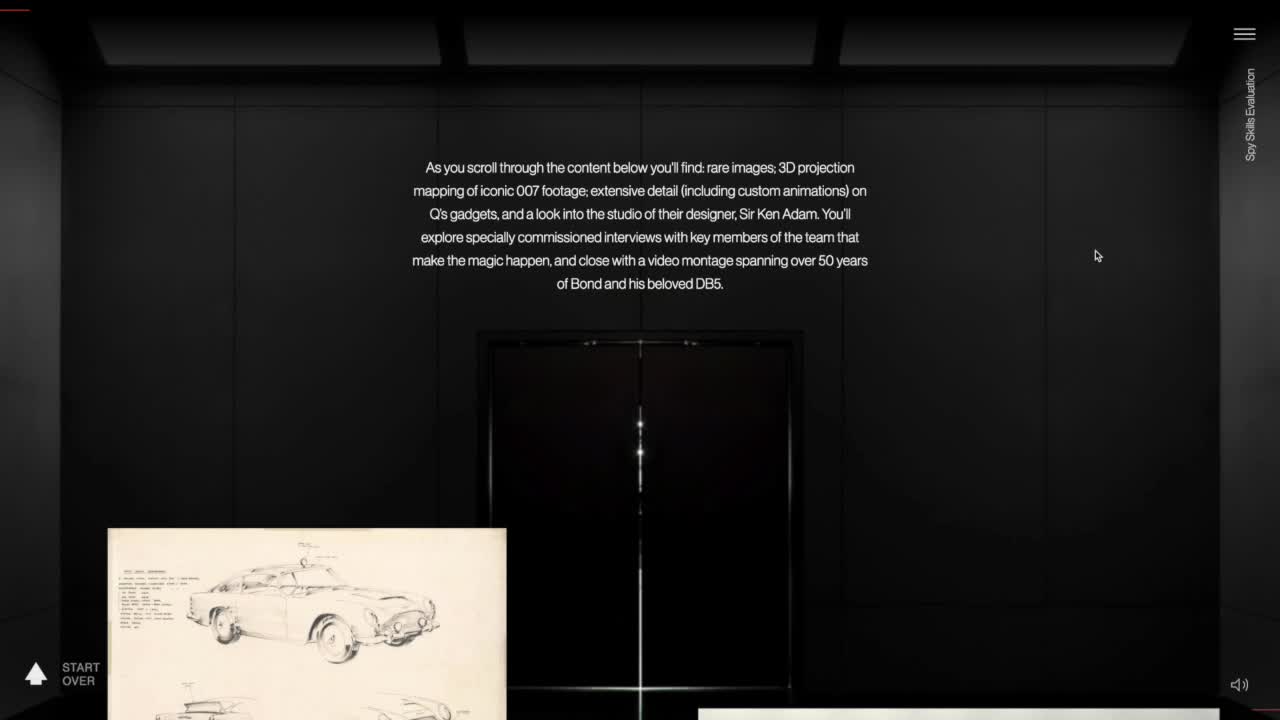 Spy Skills Evaluation
As you scroll through the content below you'll find: rare images; 3D projection
mapping of iconic 007 footage; extensive detail (including custom animations) on
Q's gadgets, and a look into the studio of their designer, Sir Ken Adam. You'll
explore specially commissioned interviews with key members of the team that
make the magic happen, and close with a video montage spanning over 50 years
of Bond and his beloved DB5.
START
OVER